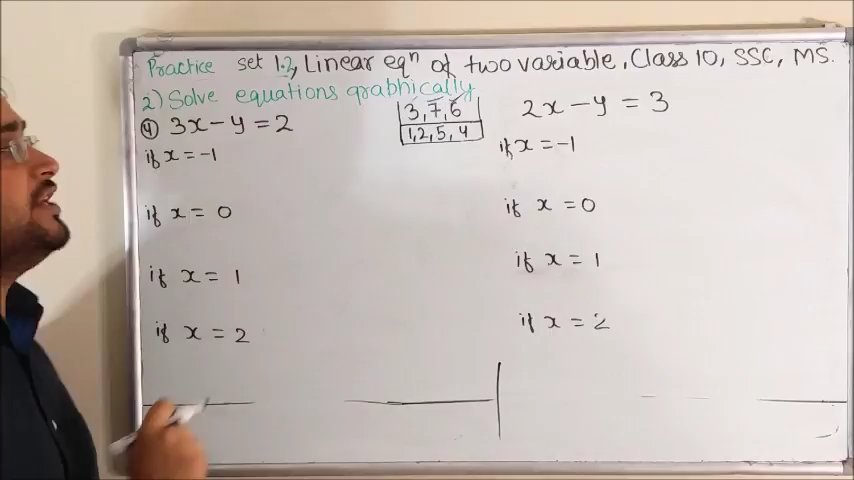 Practice set 1.2, Linear eqⁿ of two variable, Class 10, SSC, MS.
2) Solve equations graphically
3, 7, 6
1, 2, 5, 4
(4) 3x - y = 2
if x = -1
if x = 0
if x = 1
if x = 2
2x - y = 3
if x = -1
if x = 0
if x = 1
if x = 2